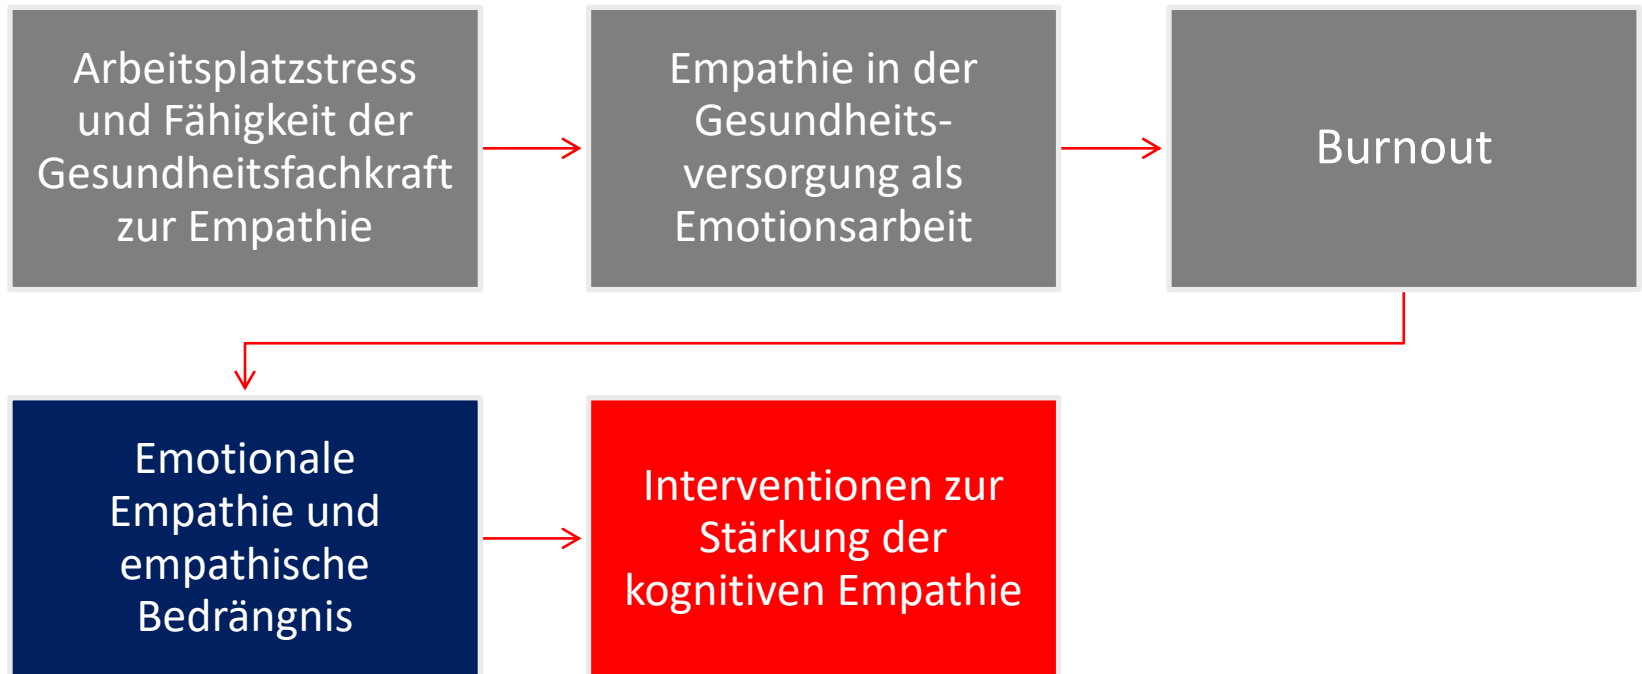 Arbeitsplatzstress
und Fähigkeit der
Gesundheitsfachkraft
zur Empathie
Empathie in der
Gesundheits-
versorgung als
Emotionsarbeit
Burnout
Emotionale
Empathie und
empathische
Bedrängnis
Interventionen zur
Stärkung der
kognitiven Empathie